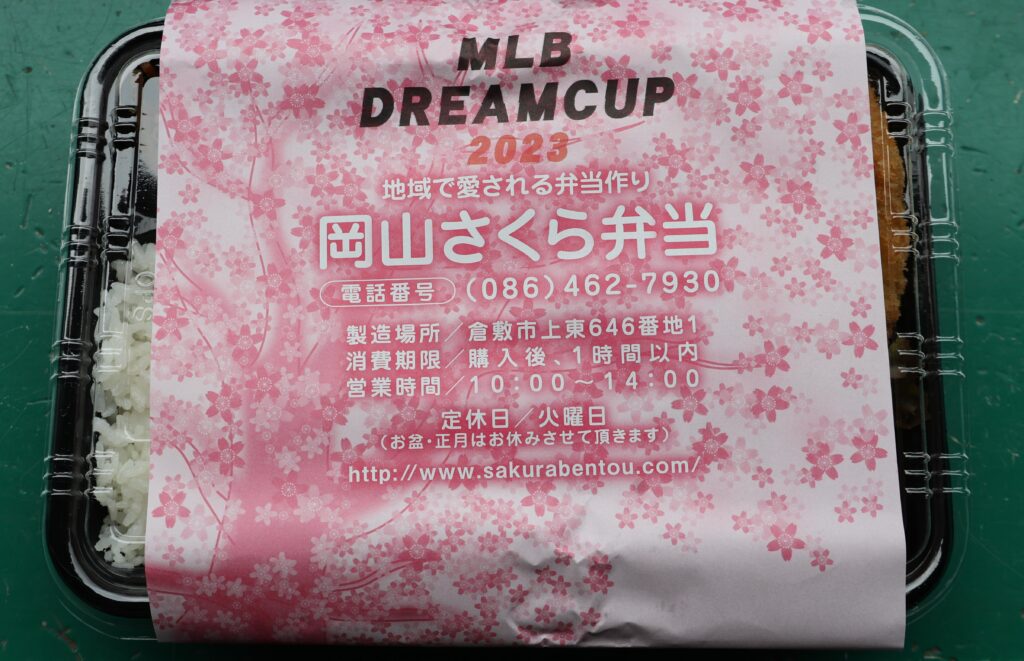 MLB
DREAMCUP
2023
地域で愛される弁当作り
岡山さくら弁当
電話番号 (086)462-7930
製造場所/倉敷市上東646番地1
消費期限/購入後、1時間以内
営業時間/10:00～14:00
定休日/火曜日
(お盆・正月はお休みさせて頂きます)
http://www.sakurabentou.com/